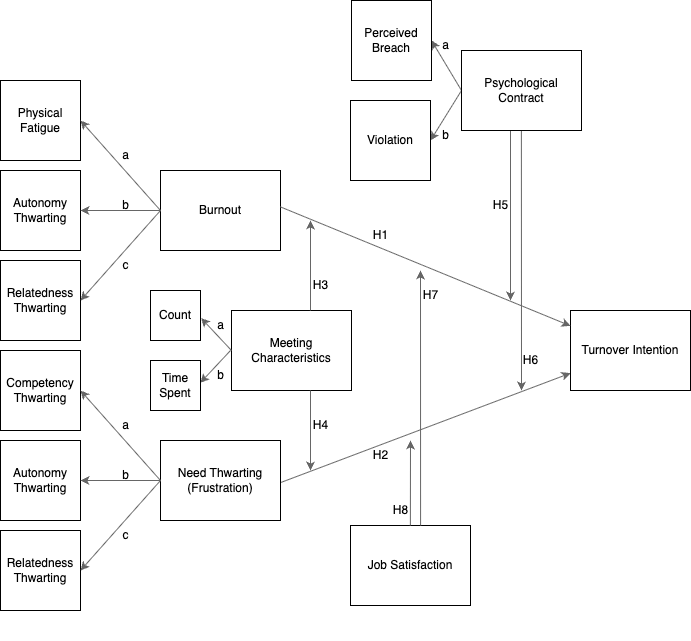 Perceived
Breach
a
Psychological
Contract
Physical
Fatigue
Violation
b
a
Autonomy
Thwarting
b
Burnout
H5
H1
c
Relatedness
Thwarting
H3
H7
Count
a
Meeting
Characteristics
Turnover Intention
H6
Competency
Thwarting
Time
Spent
b
a
H4
H2
Autonomy
Thwarting
b
Need Thwarting
(Frustration)
H8
c
Relatedness
Thwarting
Job Satisfaction